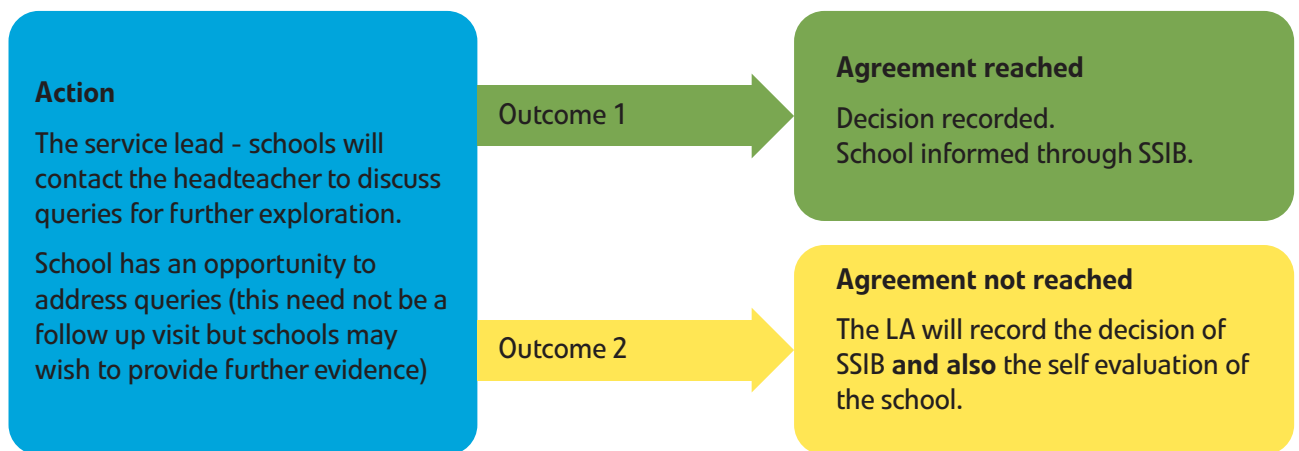 Action
The service lead - schools will
contact the headteacher to discuss
queries for further exploration.
School has an opportunity to
address queries (this need not be a
follow up visit but schools may
wish to provide further evidence)
Outcome 1
Agreement reached
Decision recorded.
School informed through SSIB.
Outcome 2
Agreement not reached
The LA will record the decision of
SSIB and also the self evaluation of
the school.